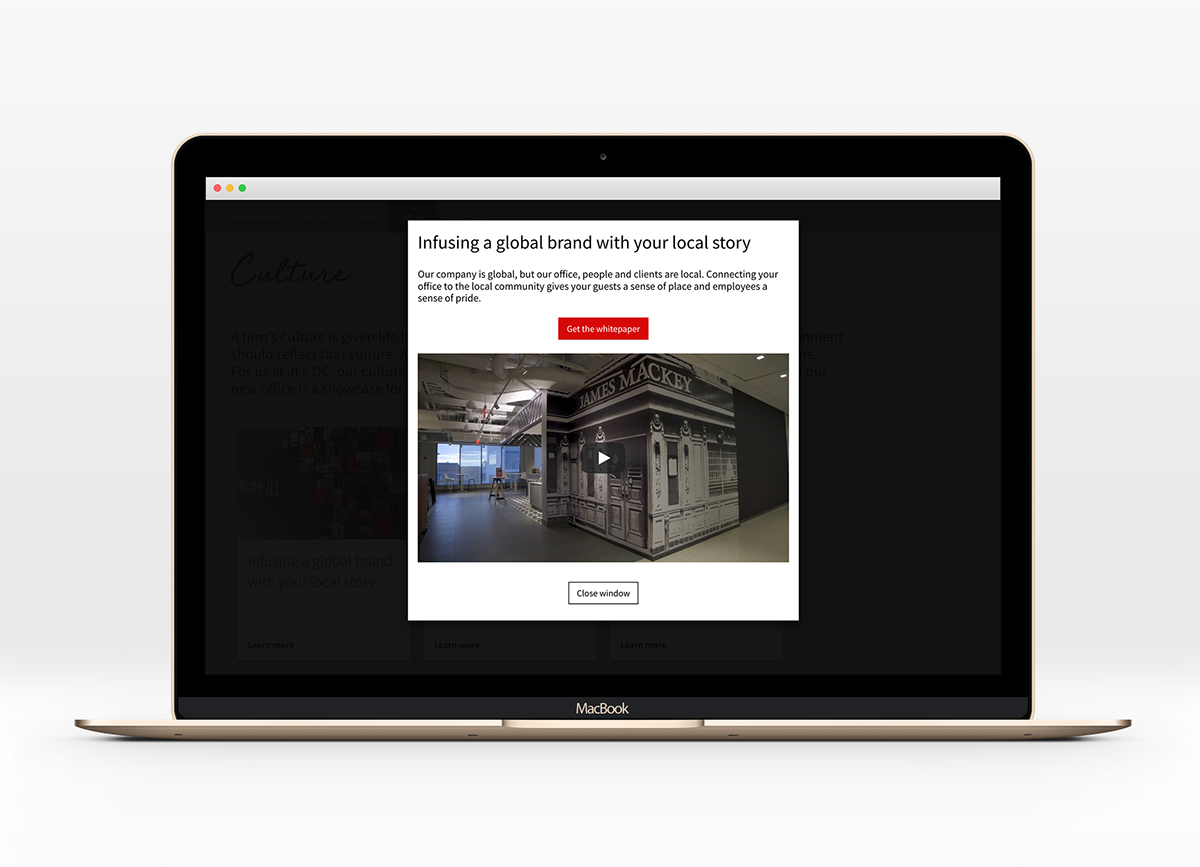 Culture
A firm's culture is given life
nment
should reflect that culture.
ns.
For us at JLL DC, our culture
our
new office is a showcase for
Infusing a global brand with your local story
Our company is global, but our office, people and clients are local. Connecting your
office to the local community gives your guests a sense of place and employees a
sense of pride.
Get the whitepaper
JAMES MACKEY
Close window
Infusing a global brand
with your local story
Learn more
Learn more
Learn more
MacBook